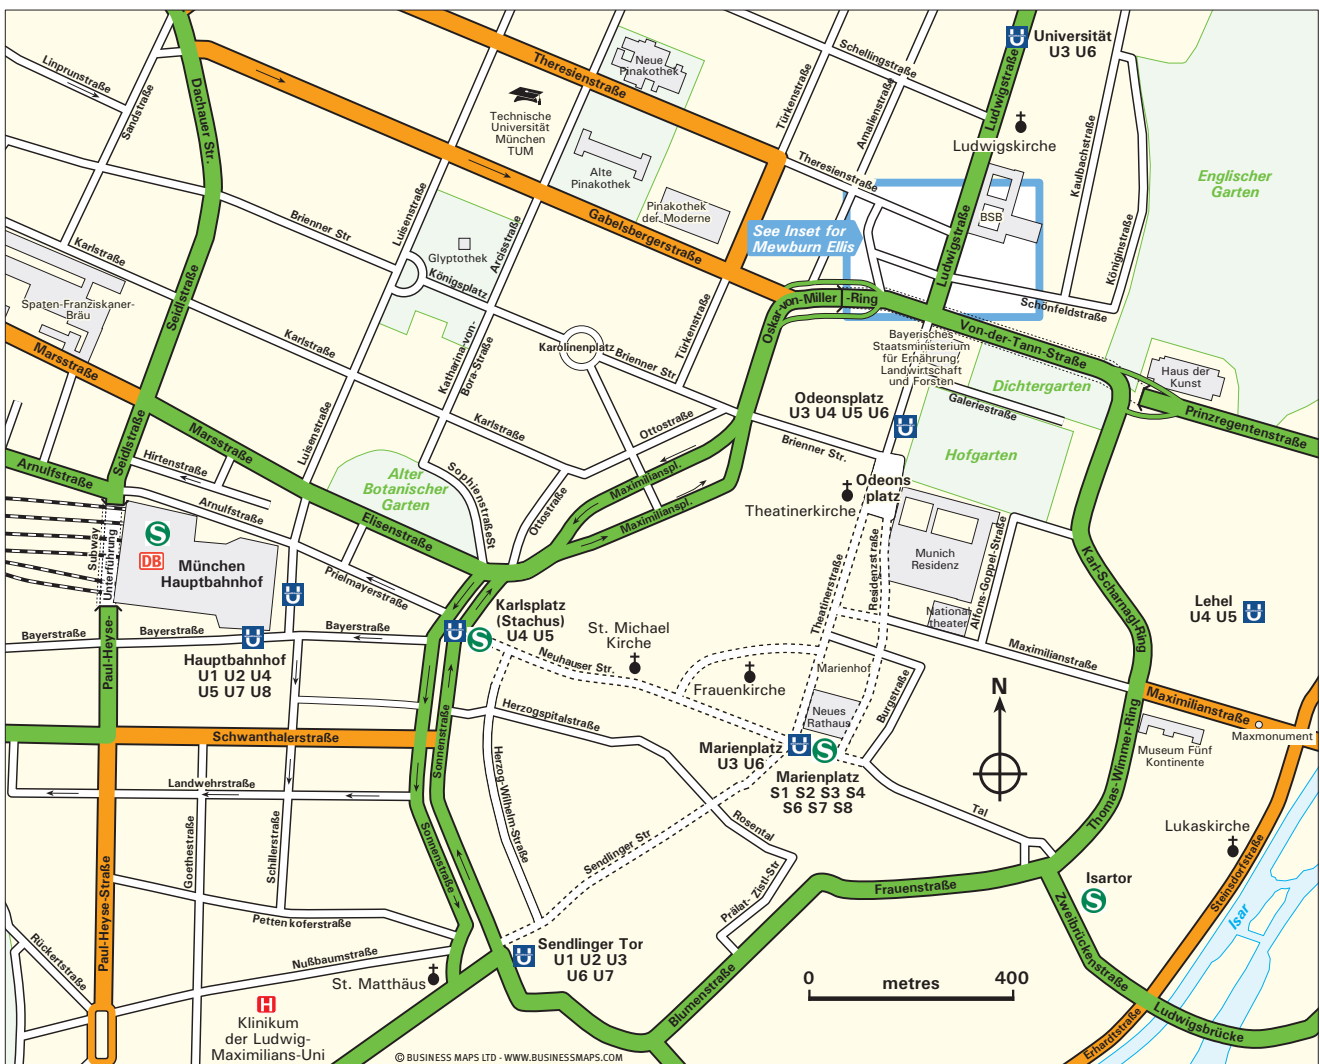 Universität
U3 U6
Linprunstraße
Sandstraße
Dachauer Str.
Theresienstraße
Neue
Pinakothek
Schellingstraße
Türkenstraße
Amalienstraße
Ludwigstraße
Kaulbachstraße
Technische
Universität
München
TUM
Ludwigskirche
Alte
Pinakothek
Theresienstraße
Englischer
Garten
Pinakothek
der Moderne
BSB
Luisenstraße
Brienner Str
Gabelsbergerstraße
See Inset for
Mewburn Ellis
Ludwigstraße
Königinstraße
Karlstraße
Glyptothek
Arcisstraße
Königsplatz
Seidlstraße
Spaten-Franziskaner-
Bräu
Oskar-von-Miller
-Ring
Schönfeldstraße
Marsstraße
Karlstraße
Katharina-von-
Bora-Straße
Karolinenplatz
Brienner Str.
Türkenstraße
Bayerisches
Staatsministerium
für Ernährung,
Landwirtschaft
und Forsten
Von-der-Tann-Straße
Dichtergarten
Haus der
Kunst
Prinzregentenstraße
Odeonsplatz
U3 U4 U5 U6
Galeriestraße
Seidlstraße
Marsstraße
Luisenstraße
Karlstraße
Ottostraße
Brienner Str.
Hofgarten
Arnulfstraße
Hirtenstraße
Alter
Botanischer
Garten
Sophienstraße
St
Ottostraße
Maximilianspl.
Maximilianspl.
Odeons
platz
Theatinerkirche
Arnulfstraße
Elisenstraße
Subway
Unterführung
S
DB
München
Hauptbahnhof
Prielmayerstraße
Theatinerstraße
Residenzstraße
Munich
Residenz
Alfons-Goppel-Straße
National-
theater
Karl-Scharnagl-Ring
Lehel
U4 U5
Karlsplatz
(Stachus)
U4 U5
S
St. Michael
Kirche
Bayerstraße
Bayerstraße
Bayerstraße
Paul-Heyse-
Hauptbahnhof
U1 U2 U4
U5 U7 U8
Neuhauser Str.
Frauenkirche
Marienhof
Maximilianstraße
Burgstraße
N
Maximilianstraße
Maxmonument
Neues
Rathaus
Herzogspitalstraße
Sonnenstraße
Schwanthalerstraße
Marienplatz
U3 U6
S
Marienplatz
S1 S2 S3 S4
S6 S7 S8
Museum Fünf
Kontinente
Thomas-Wimmer-Ring
Landwehrstraße
Herzog-Wilhelm-Straße
Tal
Rosental
Lukaskirche
Goethestraße
Schillerstraße
Sonnenstraße
Sendlinger Str
Prälat- Zistl-Str
Frauenstraße
Isartor
S
Steinsdorfstraße
Isar
Paul-Heyse-Straße
Pettenkoferstraße
Zweibrückenstraße
Rückertstraße
Nußbaumstraße
St. Matthäus
Sendlinger Tor
U1 U2 U3
U6 U7
Blumenstraße
0
metres
400
H
Klinikum
der Ludwig-
Maximilians-Uni
Erhardtstraße
Ludwigsbrücke
© BUSINESS MAPS LTD - WWW.BUSINESSMAPS.COM